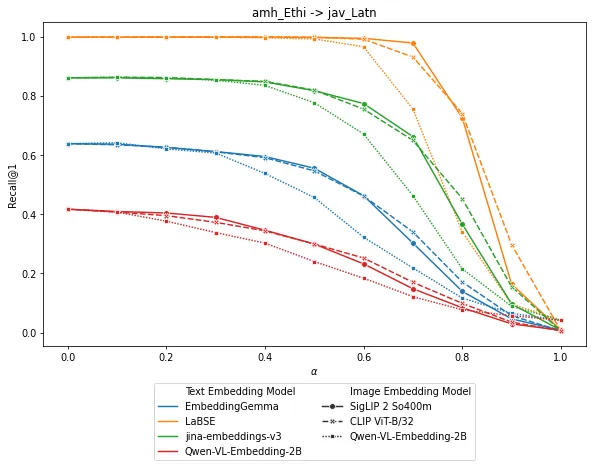 amh_Ethi -> jav_Latn
1.0
0.8
0.6
0.4
0.2
0.0
Recall@1
0.0 0.2 0.4 0.6 0.8 1.0
α
Text Embedding Model Image Embedding Model
EmbeddingGemma SigLIP 2 So400m
LaBSE CLIP ViT-B/32
jina-embeddings-v3 Qwen-VL-Embedding-2B
Qwen-VL-Embedding-2B